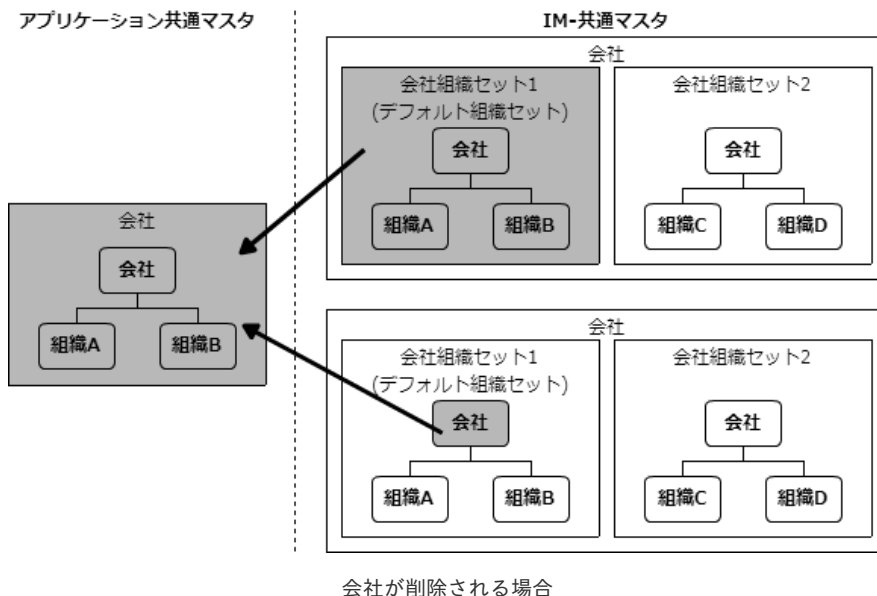 アプリケーション共通マスタ
IM-共通マスタ
会社
会社組織セット1
(デフォルト組織セット)
会社
組織A
組織B
会社組織セット2
会社
組織C
組織D
会社
会社
組織A
組織B
会社
会社組織セット1
(デフォルト組織セット)
会社
組織A
組織B
会社組織セット2
会社
組織C
組織D
会社が削除される場合